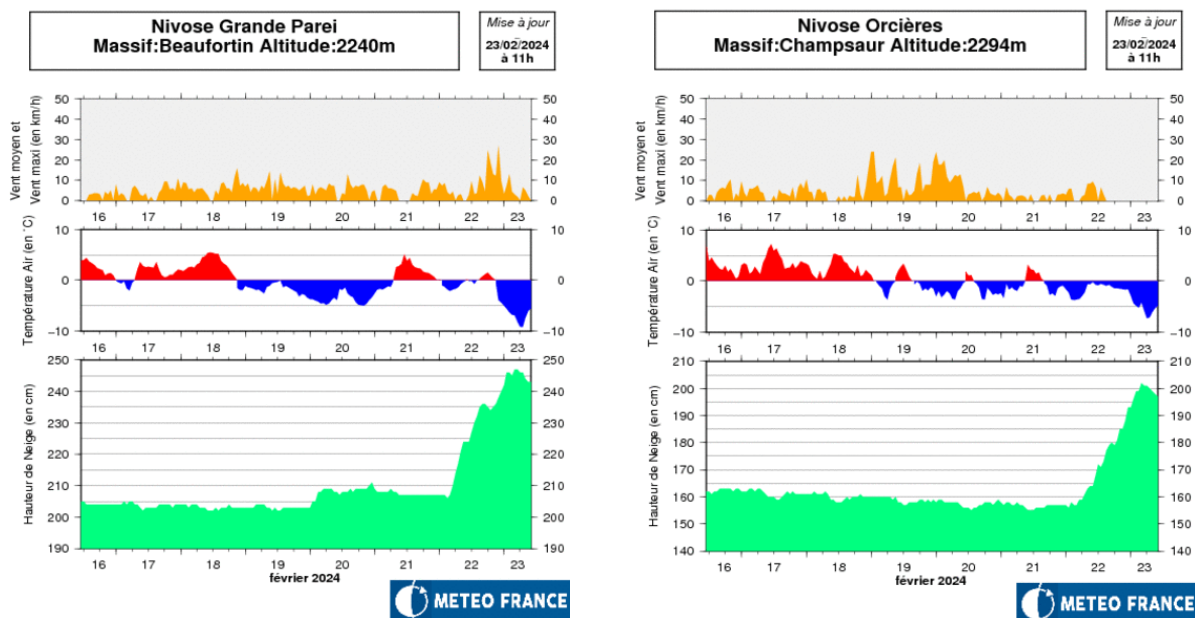 Nivose Grande Parei
Massif:Beaufortin Altitude:2240m
Mise à jour
23/02/2024
à 11h
Vent moyen et
Vent maxi (en km/h)
50 50
40 40
30 30
20 20
10 10
0 0
16 17 18 19 20 21 22 23
Température Air (en ˚C)
10 10
0 0
−10 −10
16 17 18 19 20 21 22 23
Hauteur de Neige (en cm)
250 250
240 240
230 230
220 220
210 210
200 200
190 190
16 17 18 19 20 21 22 23
février 2024
METEO FRANCE
Nivose Orcières
Massif:Champsaur Altitude:2294m
Mise à jour
23/02/2024
à 11h
Vent moyen et
Vent maxi (en km/h)
50 50
40 40
30 30
20 20
10 10
0 0
16 17 18 19 20 21 22 23
Température Air (en ˚C)
10 10
0 0
−10 −10
16 17 18 19 20 21 22 23
Hauteur de Neige (en cm)
210 210
200 200
190 190
180 180
170 170
160 160
150 150
140 140
16 17 18 19 20 21 22 23
février 2024
METEO FRANCE